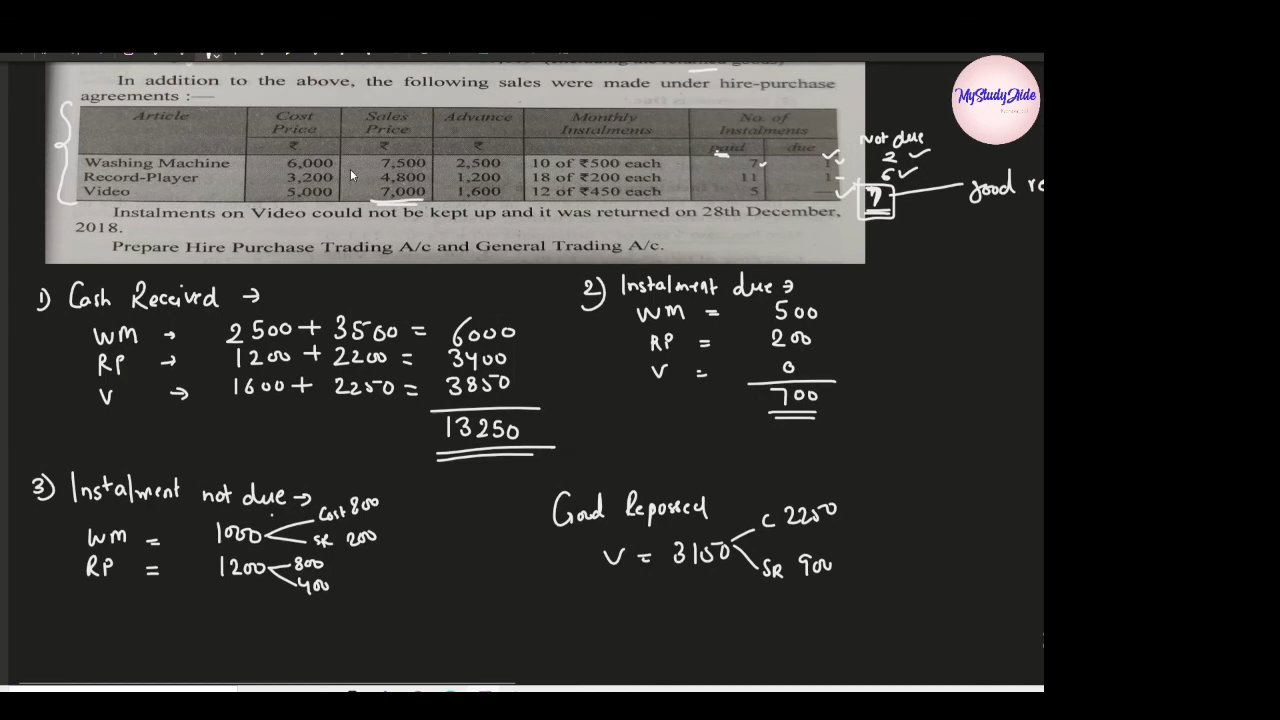 In addition to the above, the following sales were made under hire-purchase
agreements :—
Article Cost Price Sales Price Advance Monthly Instalments No. of Instalments
₹ ₹ ₹ paid due
Washing Machine 6,000 7,500 2,500 10 of ₹500 each 7 1
Record-Player 3,200 4,800 1,200 18 of ₹200 each 11 1
Video 5,000 7,000 1,600 12 of ₹450 each 5 —
Not due
2
6
7
good re
Instalments on Video could not be kept up and it was returned on 28th December,
2018.
Prepare Hire Purchase Trading A/c and General Trading A/c.
MyStudyJide
1) Cash Received →
WM → 2500 + 3500 = 6000
RP → 1200 + 2200 = 3400
V → 1600 + 2250 = 3850
13250
2) Instalment due →
WM = 500
RP = 200
V = 0
700
3) Instalment not due →
WM = 1000 Cost 800
SR 200
RP = 1200 800
400
Good Repossed
V = 3150 C 2250
SR 900